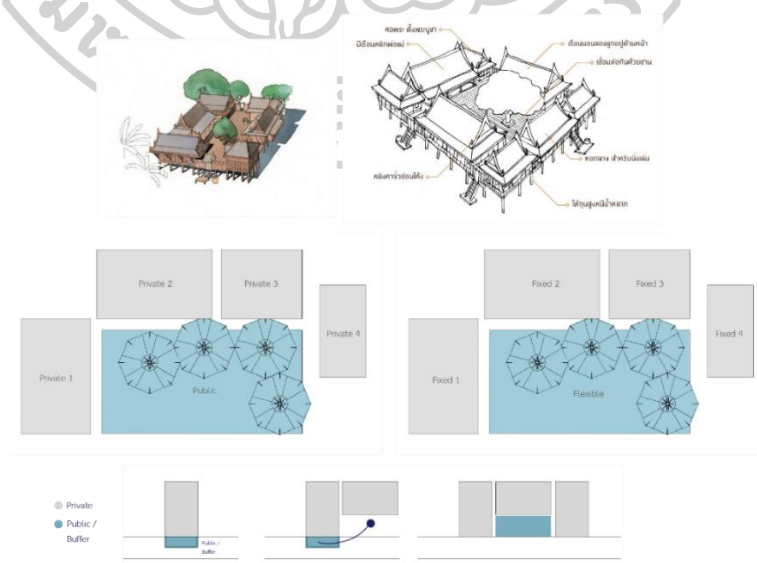 หอพระ ตั้งพระบูชา
มีเรือนหลักพ่อแม่
เรือนนอนของลูกอยู่ด้านหน้า
เชื่อมต่อกันด้วยชาน
หลังคาจั่วอ่อนโค้ง
หอกลาง สำหรับนั่งเล่น
ใต้ถุนสูงหนีน้ำหลาก
Private 2
Private 3
Private 4
Private 1
Public
Fixed 2
Fixed 3
Fixed 4
Fixed 1
Flexible
Private
Public /
Buffer
Public /
Buffer